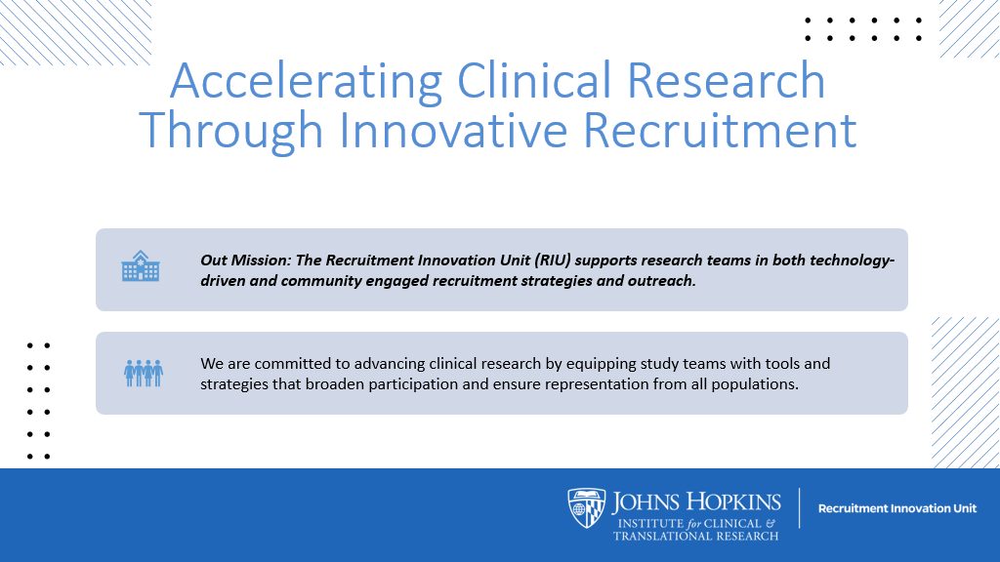 Accelerating Clinical Research
Through Innovative Recruitment
Out Mission: The Recruitment Innovation Unit (RIU) supports research teams in both technology-
driven and community engaged recruitment strategies and outreach.
We are committed to advancing clinical research by equipping study teams with tools and
strategies that broaden participation and ensure representation from all populations.
JOHNS HOPKINS
INSTITUTE for CLINICAL &
TRANSLATIONAL RESEARCH
Recruitment Innovation Unit